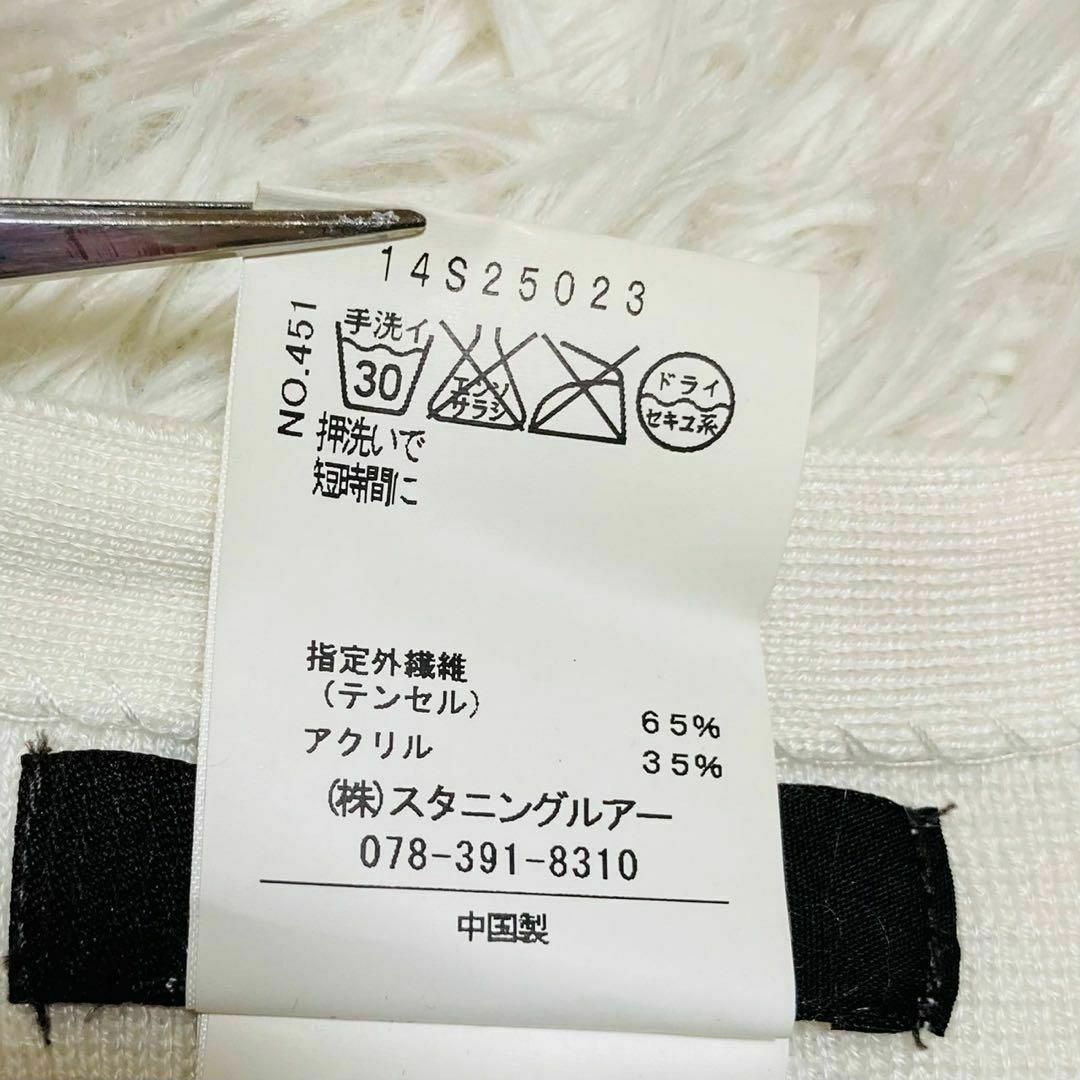 14S25023
NO.451
手洗イ
30
エンソ
サラシ
ドライ
セキユ系
押洗いで
短時間に
指定外繊維
(テンセル) 65%
アクリル 35%
(株)スタニングルアー
078-391-8310
中国製